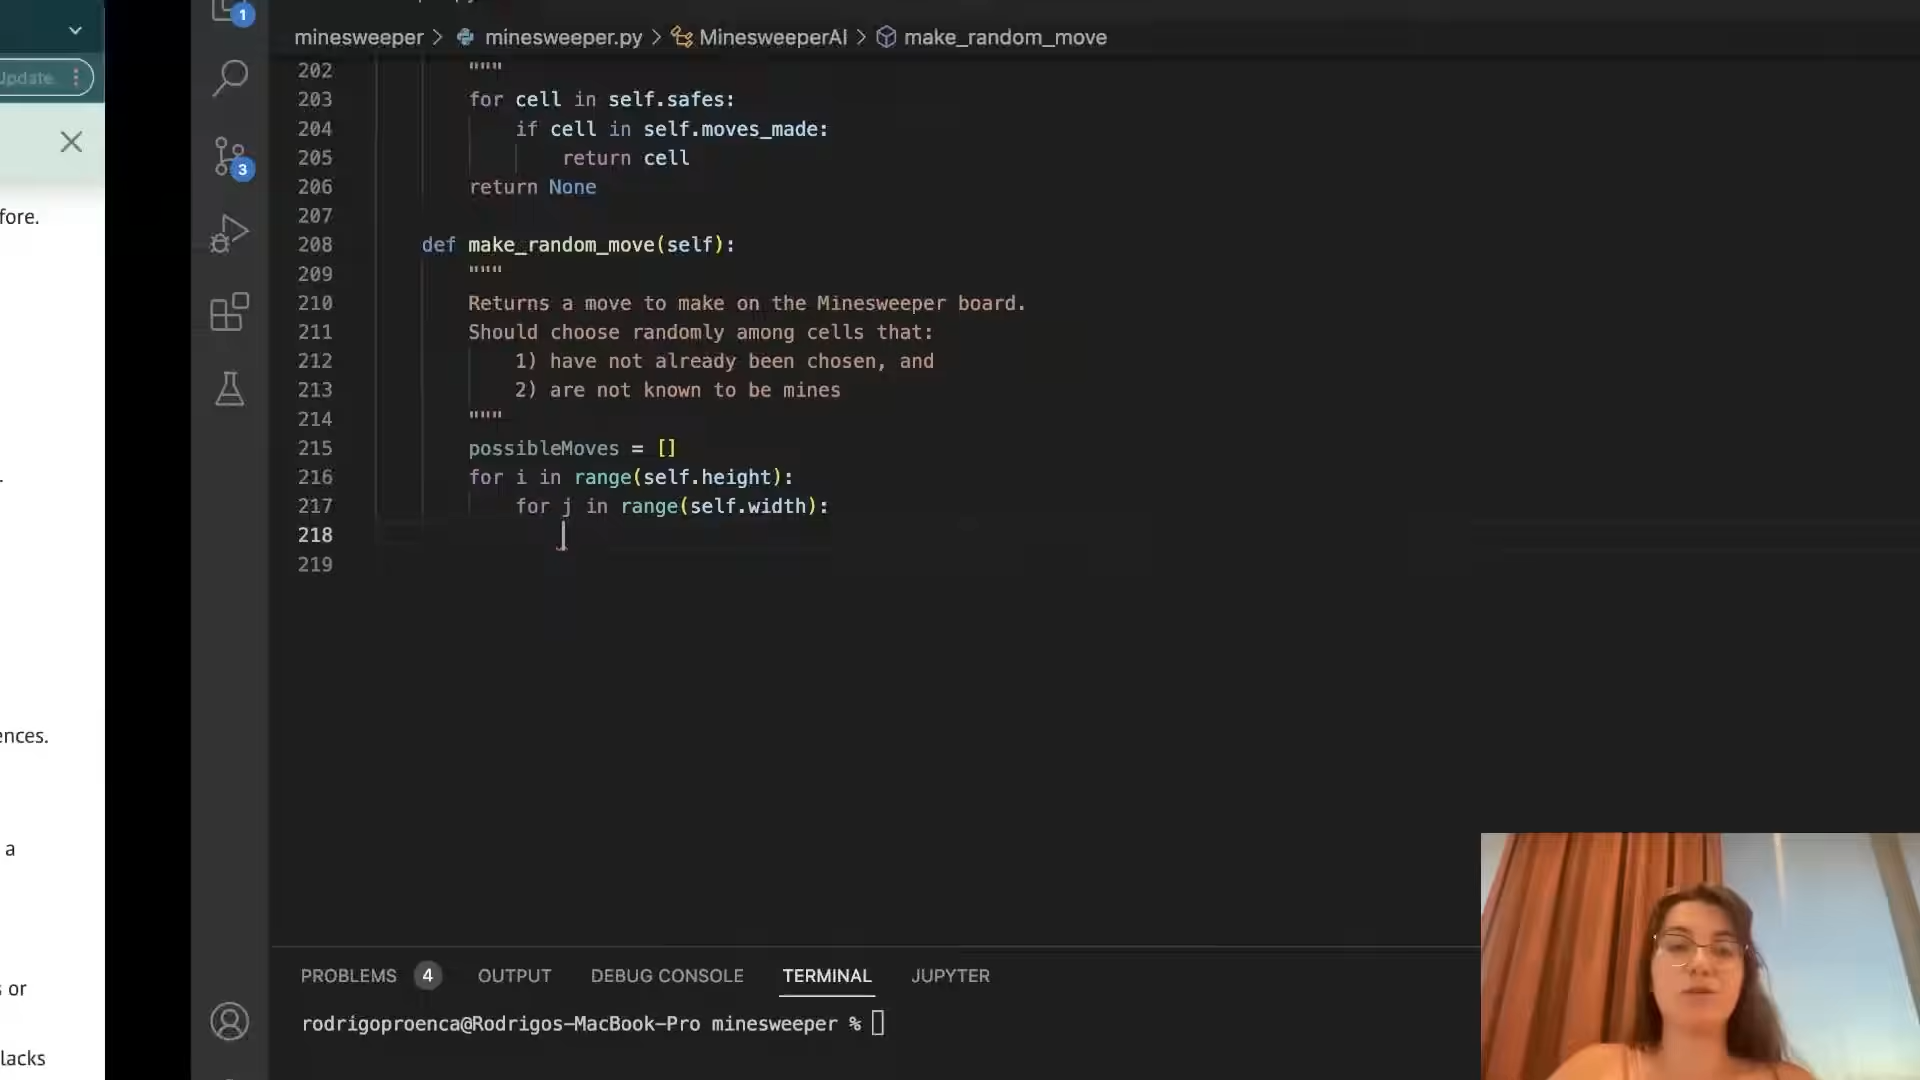 Update
fore.
ences.
a
or
lacks
1
3
minesweeper > minesweeper.py > MinesweeperAI > make_random_move
202 """
203 for cell in self.safes:
204 if cell in self.moves_made:
205 return cell
206 return None
207
208 def make_random_move(self):
209 """
210 Returns a move to make on the Minesweeper board.
211 Should choose randomly among cells that:
212 1) have not already been chosen, and
213 2) are not known to be mines
214 """
215 possibleMoves = []
216 for i in range(self.height):
217 for j in range(self.width):
218
219
PROBLEMS 4 OUTPUT DEBUG CONSOLE TERMINAL JUPYTER
rodrigoproenca@Rodrigos-MacBook-Pro minesweeper %